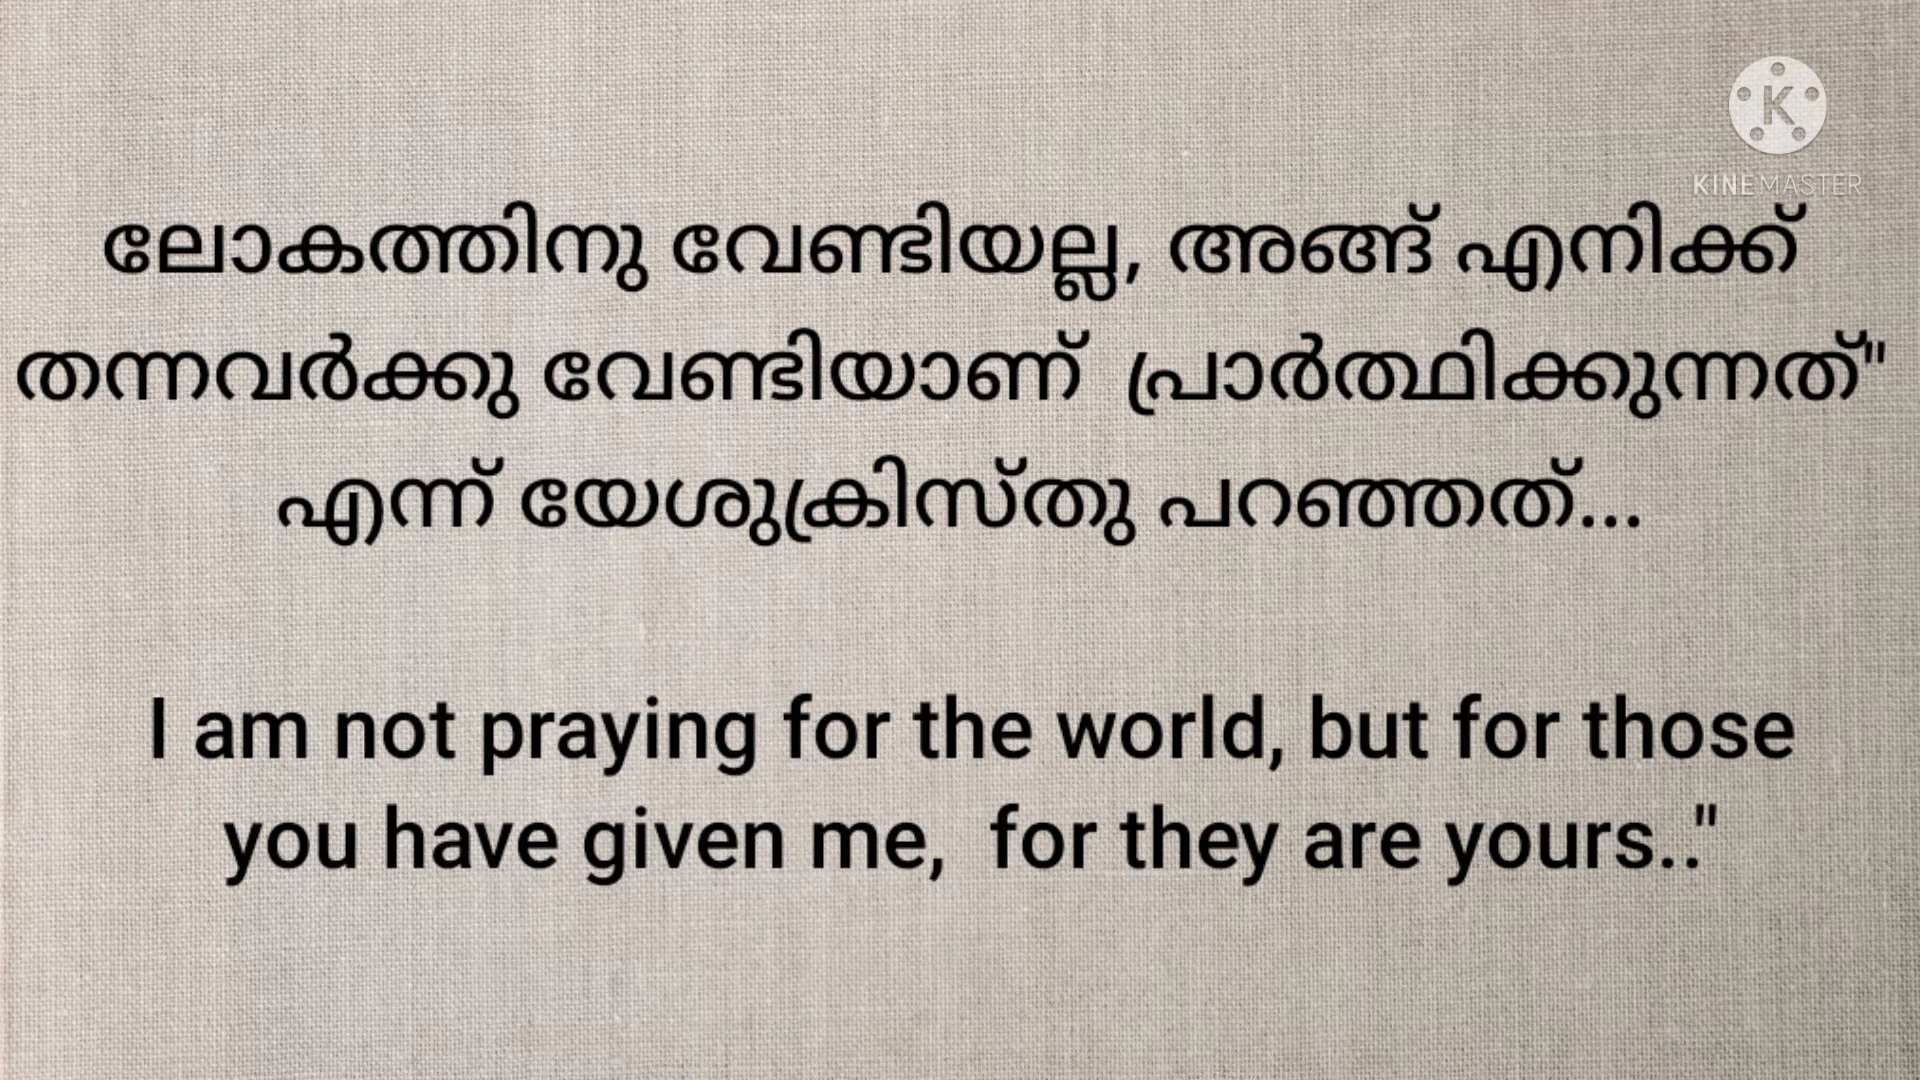 KINEMASTER
ലോകത്തിനു വേണ്ടിയല്ല, അങ്ങ് എനിക്ക്
തന്നവർക്കു വേണ്ടിയാണ്  പ്രാർത്ഥിക്കുന്നത്"
എന്ന് യേശുക്രിസ്തു പറഞ്ഞത്...
I am not praying for the world, but for those
you have given me,  for they are yours.."